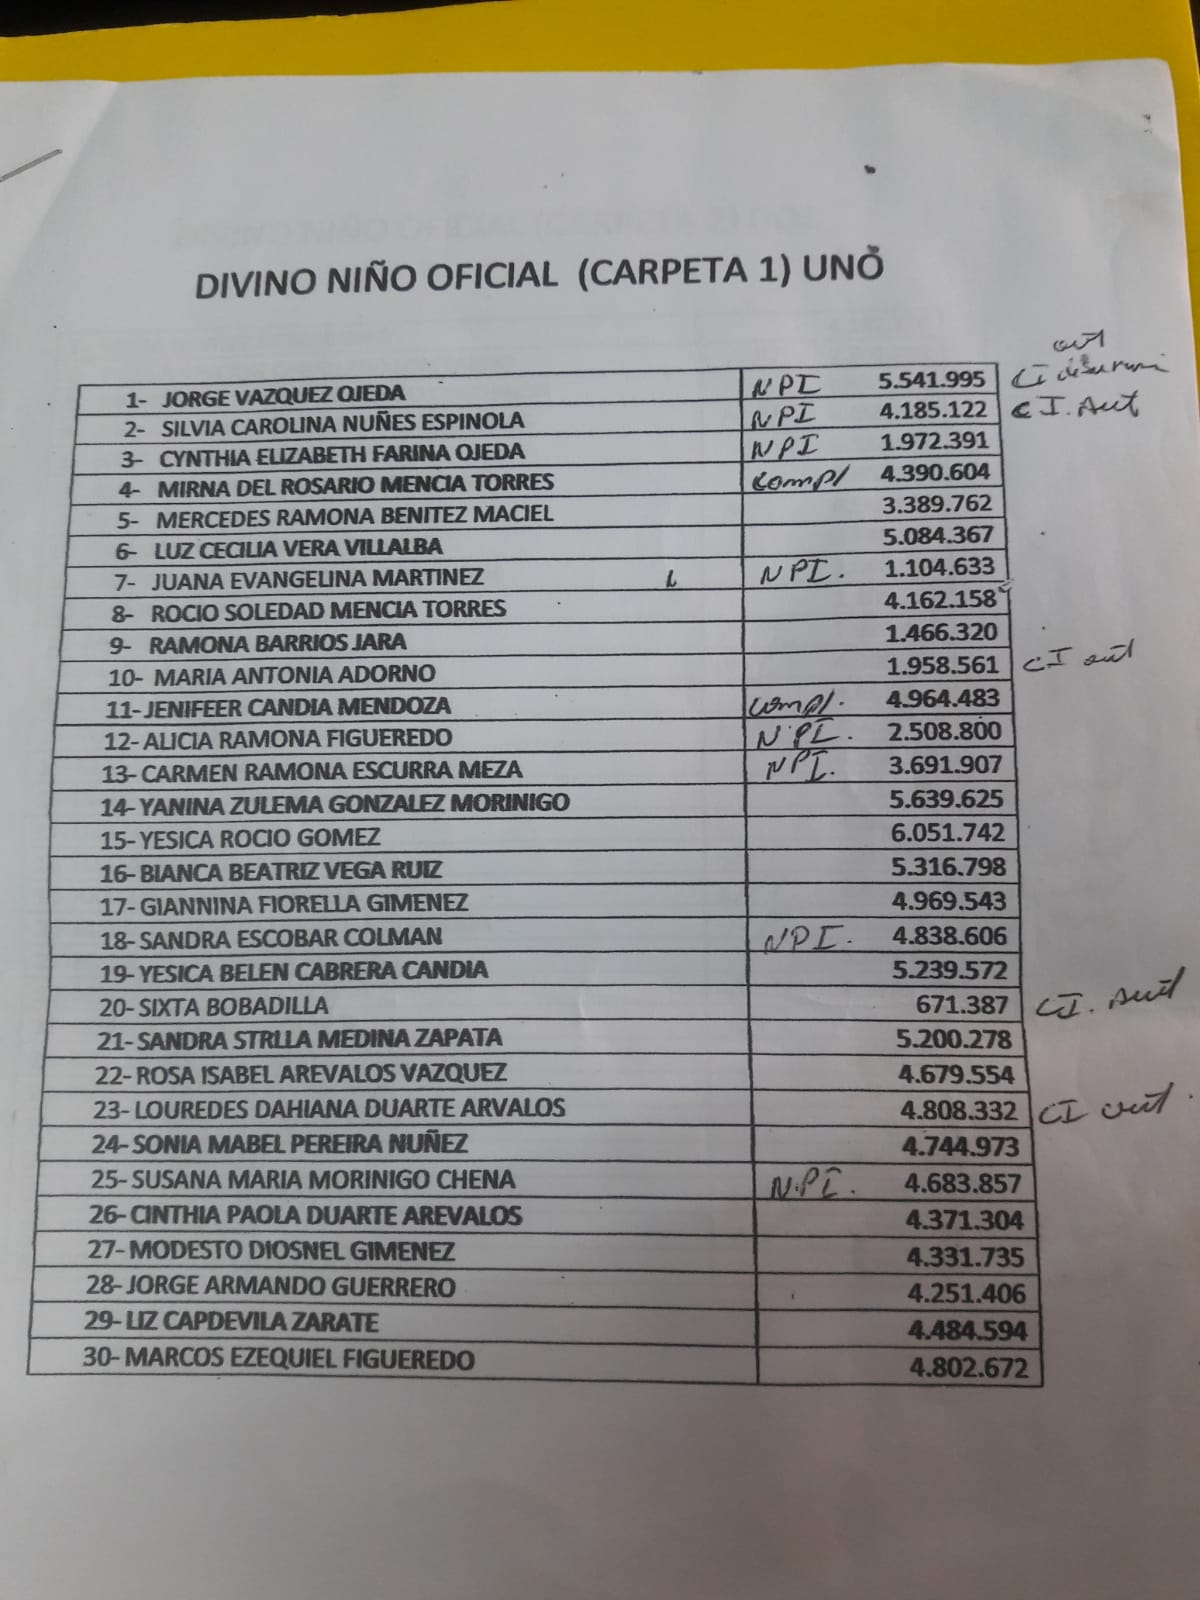 DIVINO NIÑO OFICIAL (CARPETA 1) UNO
aut
1- JORGE VAZQUEZ OJEDA NPI 5.541.995 CI
2- SILVIA CAROLINA NUÑES ESPINOLA NPI 4.185.122 C I. Aut
3- CYNTHIA ELIZABETH FARINA OJEDA NPI 1.972.391
4- MIRNA DEL ROSARIO MENCIA TORRES Compl 4.390.604
5- MERCEDES RAMONA BENITEZ MACIEL 3.389.762
6- LUZ CECILIA VERA VILLALBA 5.084.367
7- JUANA EVANGELINA MARTINEZ NPI. 1.104.633
8- ROCIO SOLEDAD MENCIA TORRES 4.162.158
9- RAMONA BARRIOS JARA 1.466.320
10- MARIA ANTONIA ADORNO 1.958.561 CI aut
11- JENIFEER CANDIA MENDOZA Compl. 4.964.483
12- ALICIA RAMONA FIGUEREDO NPI. 2.508.800
13- CARMEN RAMONA ESCURRA MEZA NPI. 3.691.907
14- YANINA ZULEMA GONZALEZ MORINIGO 5.639.625
15- YESICA ROCIO GOMEZ 6.051.742
16- BIANCA BEATRIZ VEGA RUIZ 5.316.798
17- GIANNINA FIORELLA GIMENEZ 4.969.543
18- SANDRA ESCOBAR COLMAN NPI. 4.838.606
19- YESICA BELEN CABRERA CANDIA 5.239.572
20- SIXTA BOBADILLA 671.387 CI. Aut
21- SANDRA STRLLA MEDINA ZAPATA 5.200.278
22- ROSA ISABEL AREVALOS VAZQUEZ 4.679.554
23- LOUREDES DAHIANA DUARTE ARVALOS 4.808.332 CI aut.
24- SONIA MABEL PEREIRA NUÑEZ 4.744.973
25- SUSANA MARIA MORINIGO CHENA N.PI. 4.683.857
26- CINTHIA PAOLA DUARTE AREVALOS 4.371.304
27- MODESTO DIOSNEL GIMENEZ 4.331.735
28- JORGE ARMANDO GUERRERO 4.251.406
29- LIZ CAPDEVILA ZARATE 4.484.594
30- MARCOS EZEQUIEL FIGUEREDO 4.802.672